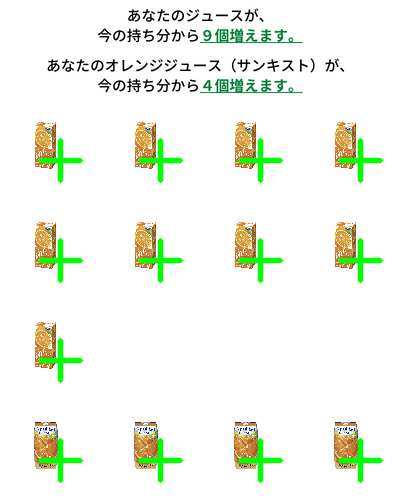 あなたのジュースが、
今の持ち分から９個増えます。
あなたのオレンジジュース（サンキスト）が、
今の持ち分から４個増えます。